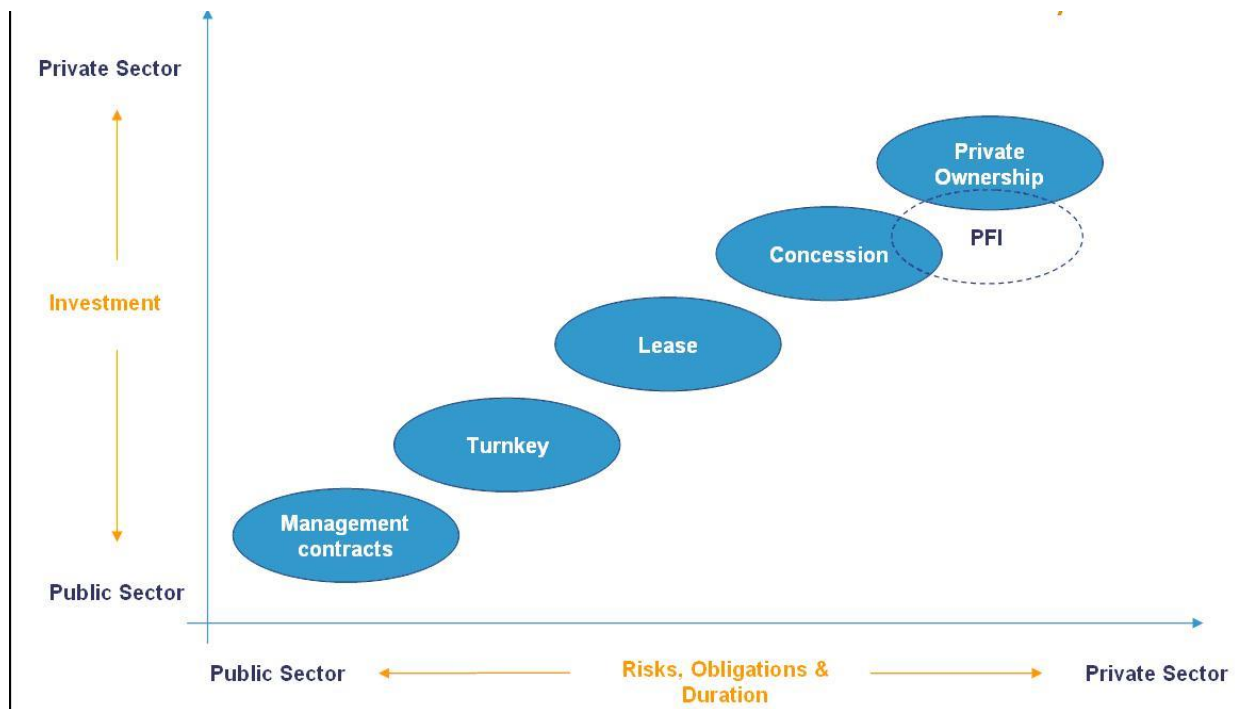 Private Sector
Private
Ownership
PFI
Concession
Investment
Lease
Turnkey
Management
contracts
Public Sector
Public Sector
Risks, Obligations &
Duration
Private Sector